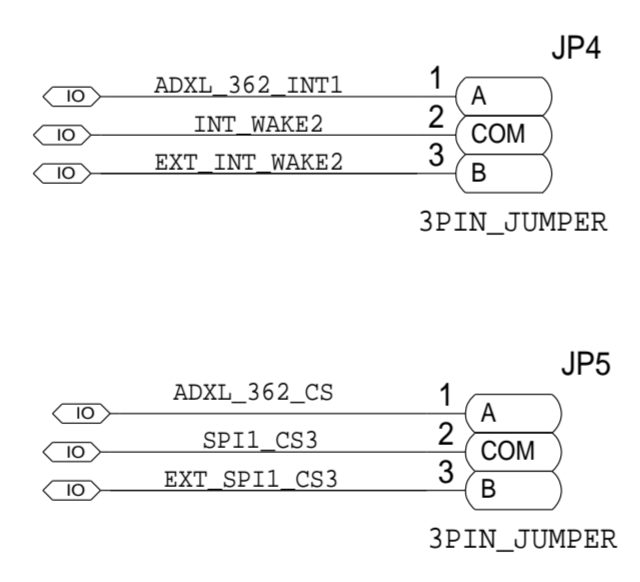 JP4
IO ADXL_362_INT1 1 A
IO INT_WAKE2 2 COM
IO EXT_INT_WAKE2 3 B
3PIN_JUMPER
JP5
IO ADXL_362_CS 1 A
IO SPI1_CS3 2 COM
IO EXT_SPI1_CS3 3 B
3PIN_JUMPER